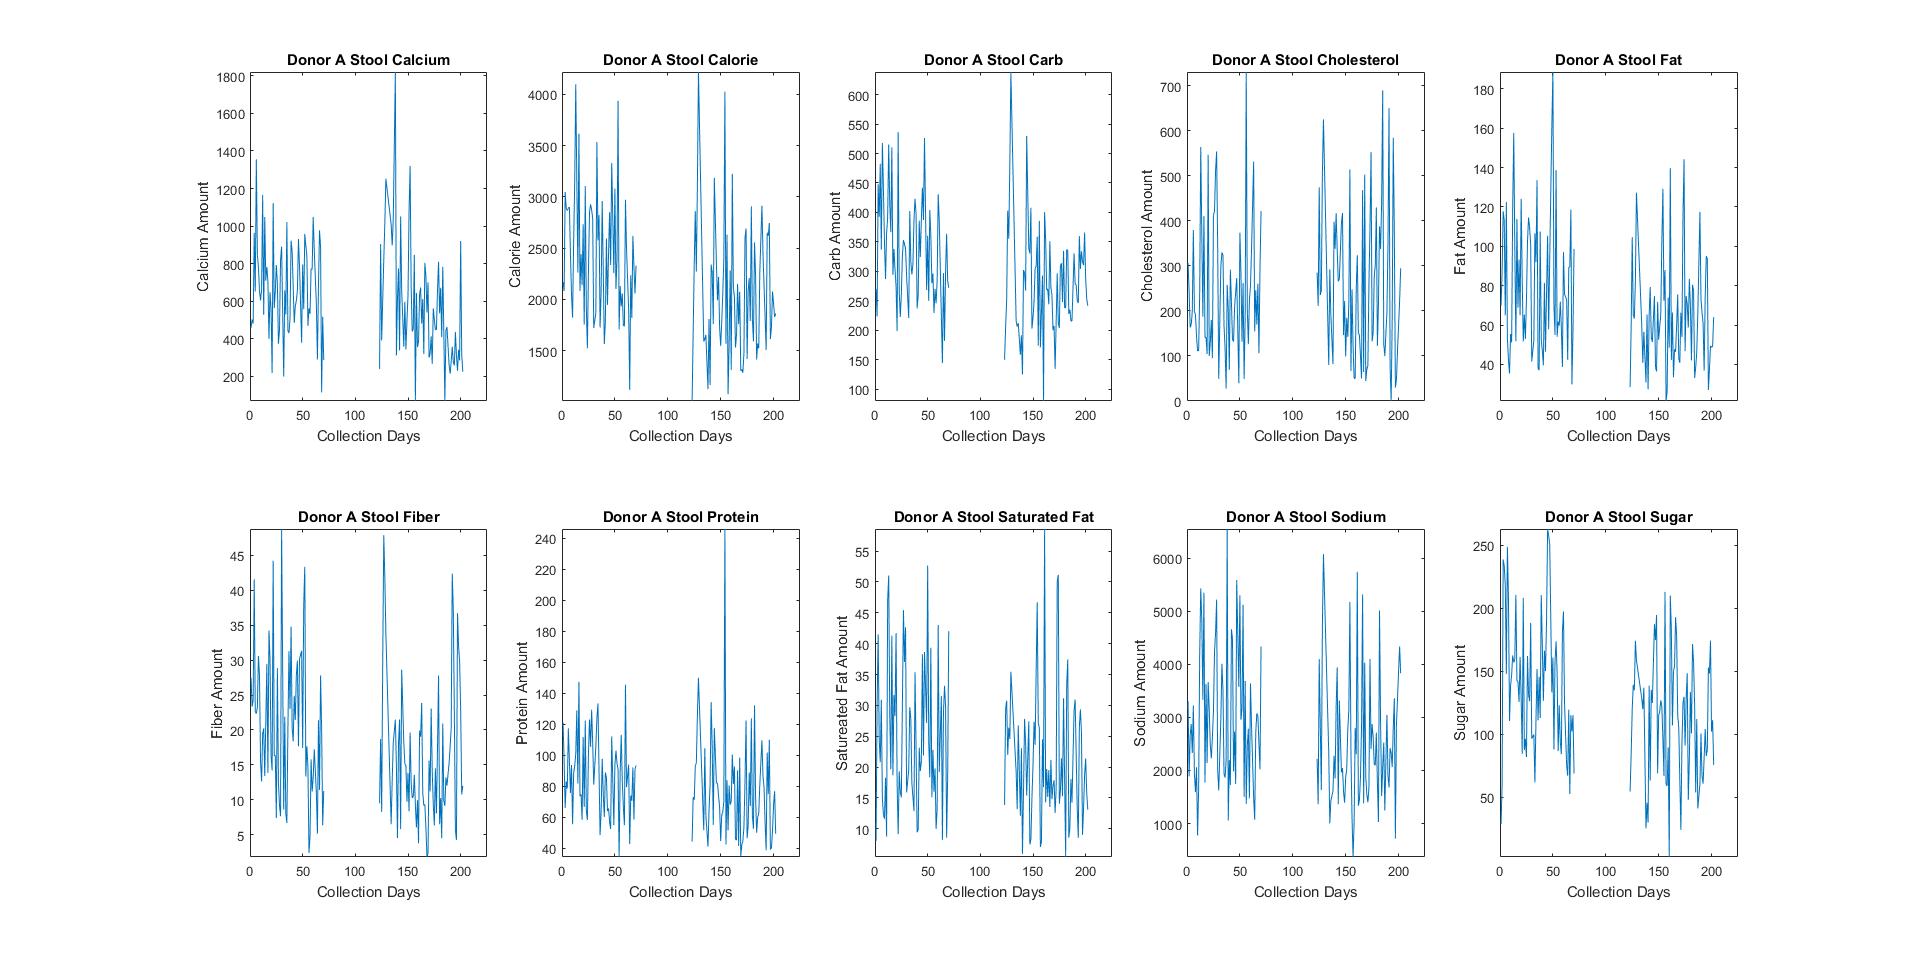 Donor A Stool Calcium
Calcium Amount
1800
1600
1400
1200
1000
800
600
400
200
0 50 100 150 200
Collection Days
Donor A Stool Calorie
Calorie Amount
4000
3500
3000
2500
2000
1500
0 50 100 150 200
Collection Days
Donor A Stool Carb
Carb Amount
600
550
500
450
400
350
300
250
200
150
100
0 50 100 150 200
Collection Days
Donor A Stool Cholesterol
Cholesterol Amount
700
600
500
400
300
200
100
0
0 50 100 150 200
Collection Days
Donor A Stool Fat
Fat Amount
180
160
140
120
100
80
60
40
0 50 100 150 200
Collection Days
Donor A Stool Fiber
Fiber Amount
45
40
35
30
25
20
15
10
5
0 50 100 150 200
Collection Days
Donor A Stool Protein
Protein Amount
240
220
200
180
160
140
120
100
80
60
40
0 50 100 150 200
Collection Days
Donor A Stool Saturated Fat
Satureated Fat Amount
55
50
45
40
35
30
25
20
15
10
0 50 100 150 200
Collection Days
Donor A Stool Sodium
Sodium Amount
6000
5000
4000
3000
2000
1000
0 50 100 150 200
Collection Days
Donor A Stool Sugar
Sugar Amount
250
200
150
100
50
0 50 100 150 200
Collection Days